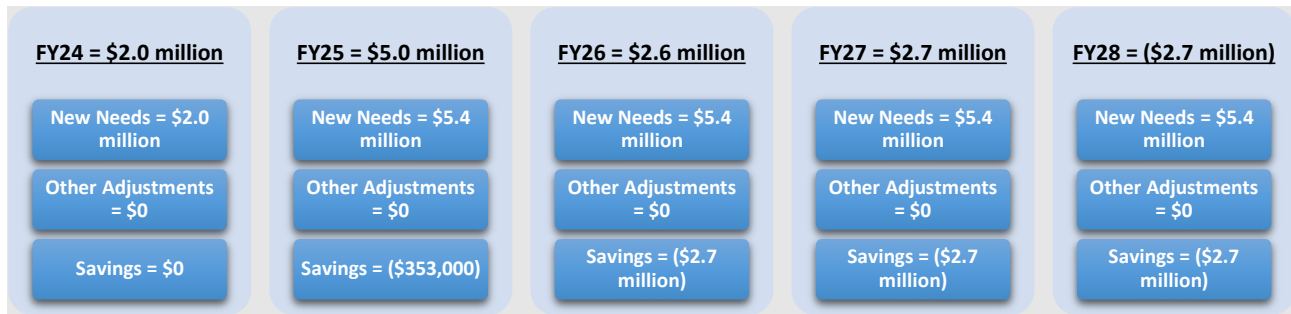 FY24 = $2.0 million
New Needs = $2.0
million
Other Adjustments
= $0
Savings = $0
FY25 = $5.0 million
New Needs = $5.4
million
Other Adjustments
= $0
Savings = ($353,000)
FY26 = $2.6 million
New Needs = $5.4
million
Other Adjustments
= $0
Savings = ($2.7
million)
FY27 = $2.7 million
New Needs = $5.4
million
Other Adjustments
= $0
Savings = ($2.7
million)
FY28 = ($2.7 million)
New Needs = $5.4
million
Other Adjustments
= $0
Savings = ($2.7
million)